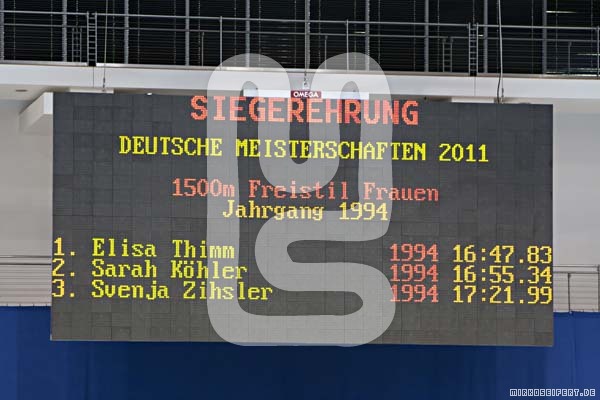 OMEGA
SIEGEREHRUNG
DEUTSCHE MEISTERSCHAFTEN 2011
1500m Freistil Frauen
Jahrgang 1994
1. Elisa Thimm 1994 16:47.83
2. Sarah Köhler 1994 16:55.34
3. Svenja Zihsler 1994 17:21.99
MIRKOSEIFERT.DE